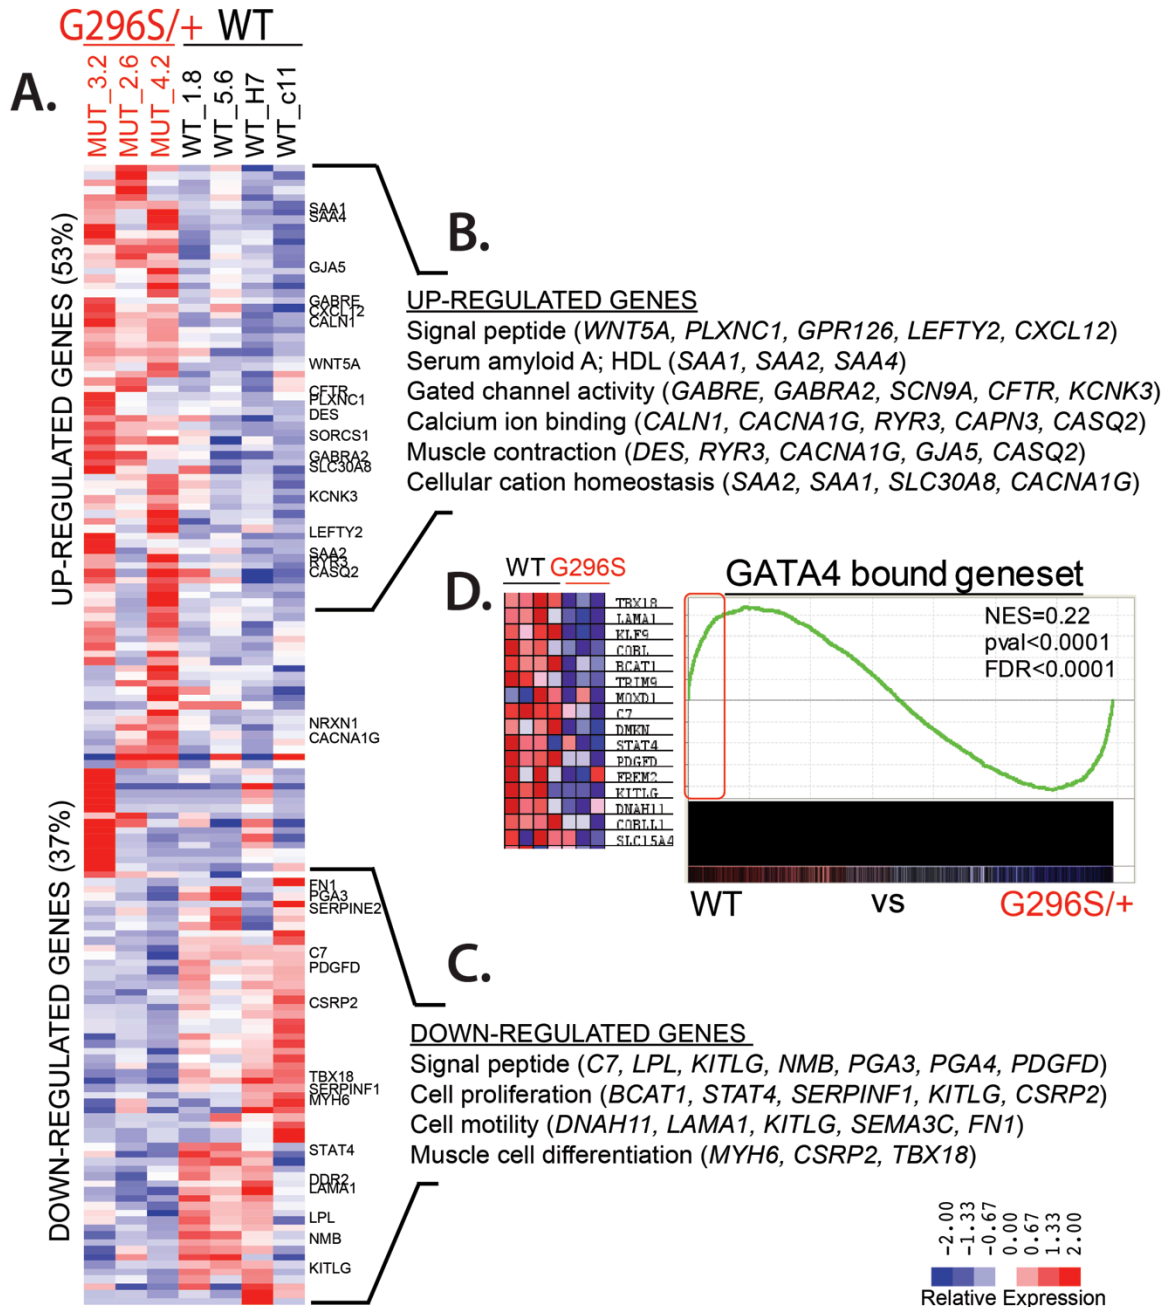 G296S/+ WT
A.
MUT_3.2
MUT_2.6
MUT_4.2
WT_1.8
WT_5.6
WT_H7
WT_c11
UP-REGULATED GENES (53%)
SAA1
SAA4
GJA5
GABRE
CXCL12
CALN1
WNT5A
CFTR
PLXNC1
DES
SORCS1
GABRA2
SLC30A8
KCNK3
LEFTY2
SAA2
RYR3
CASQ2
NRXN1
CACNA1G
DOWN-REGULATED GENES (37%)
FN1
PGA3
SERPINE2
C7
PDGFD
CSRP2
TBX18
SERPINF1
MYH6
STAT4
DDR2
LAMA1
LPL
NMB
KITLG
B.
UP-REGULATED GENES
Signal peptide (WNT5A, PLXNC1, GPR126, LEFTY2, CXCL12)
Serum amyloid A; HDL (SAA1, SAA2, SAA4)
Gated channel activity (GABRE, GABRA2, SCN9A, CFTR, KCNK3)
Calcium ion binding (CALN1, CACNA1G, RYR3, CAPN3, CASQ2)
Muscle contraction (DES, RYR3, CACNA1G, GJA5, CASQ2)
Cellular cation homeostasis (SAA2, SAA1, SLC30A8, CACNA1G)
D.
WT G296S
TBX18
LAMA1
KLF9
COBL
BCAT1
TRIM9
MOXD1
C7
DMKN
STAT4
PDGFD
FREM2
KITLG
DNAH11
COBLL1
SLC15A4
GATA4 bound geneset
NES=0.22
pval<0.0001
FDR<0.0001
WT vs G296S/+
C.
DOWN-REGULATED GENES
Signal peptide (C7, LPL, KITLG, NMB, PGA3, PGA4, PDGFD)
Cell proliferation (BCAT1, STAT4, SERPINF1, KITLG, CSRP2)
Cell motility (DNAH11, LAMA1, KITLG, SEMA3C, FN1)
Muscle cell differentiation (MYH6, CSRP2, TBX18)
-2.00
-1.33
-0.67
0.00
0.67
1.33
2.00
Relative Expression